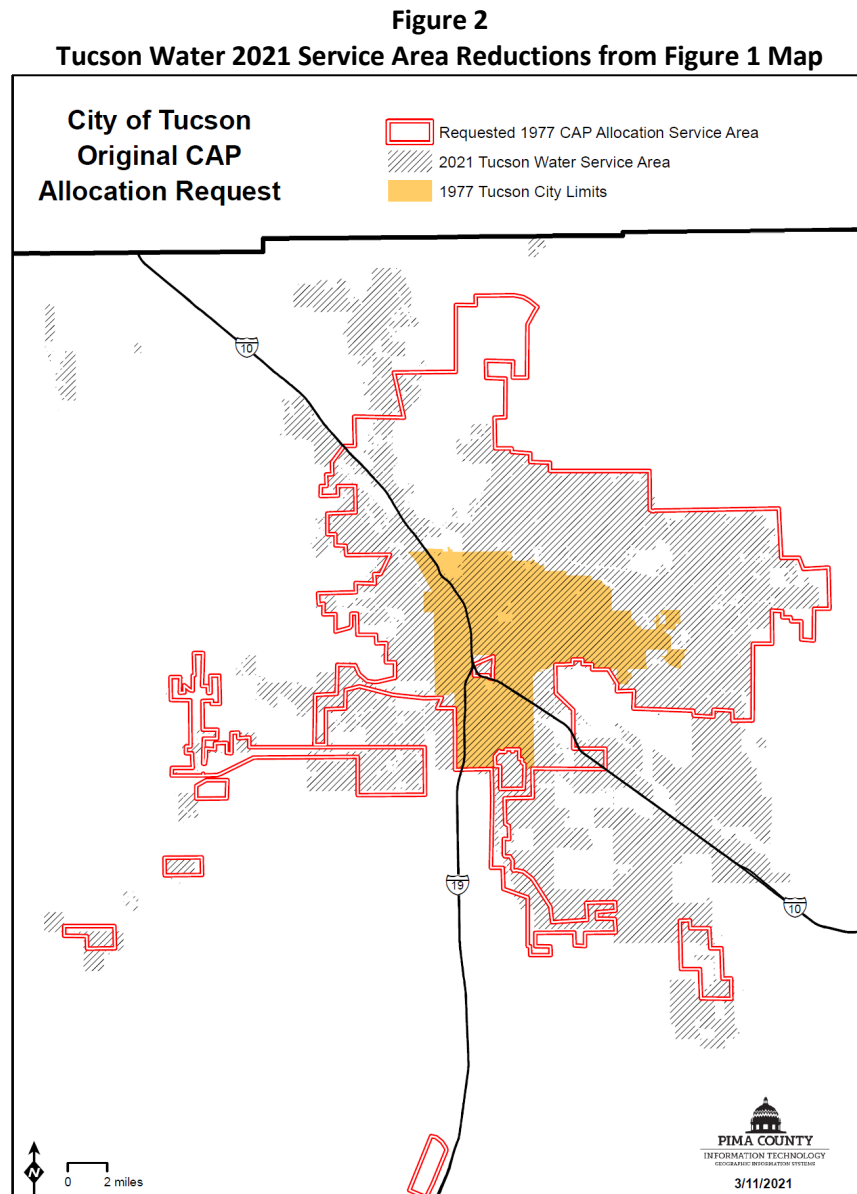 Figure 2
Tucson Water 2021 Service Area Reductions from Figure 1 Map
City of Tucson
Original CAP
Allocation Request
Requested 1977 CAP Allocation Service Area
2021 Tucson Water Service Area
1977 Tucson City Limits
10
19
10
N
0 2 miles
PIMA COUNTY
INFORMATION TECHNOLOGY
GEOGRAPHIC INFORMATION SYSTEMS
3/11/2021